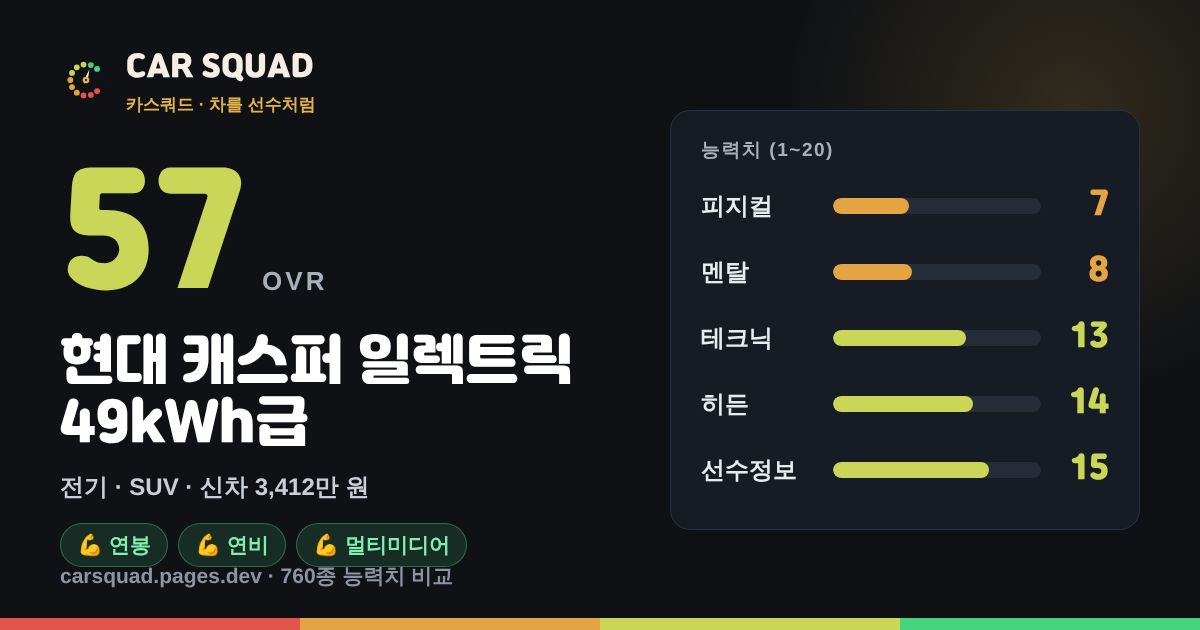 CAR SQUAD
카스쿼드 · 차를 선수처럼
57 OVR
현대 캐스퍼 일렉트릭
49kWh급
전기 · SUV · 신차 3,412만 원
💪 연봉 💪 연비 💪 멀티미디어
carsquad.pages.dev · 760종 능력치 비교
능력치 (1~20)
피지컬 7
멘탈 8
테크닉 13
히든 14
선수정보 15